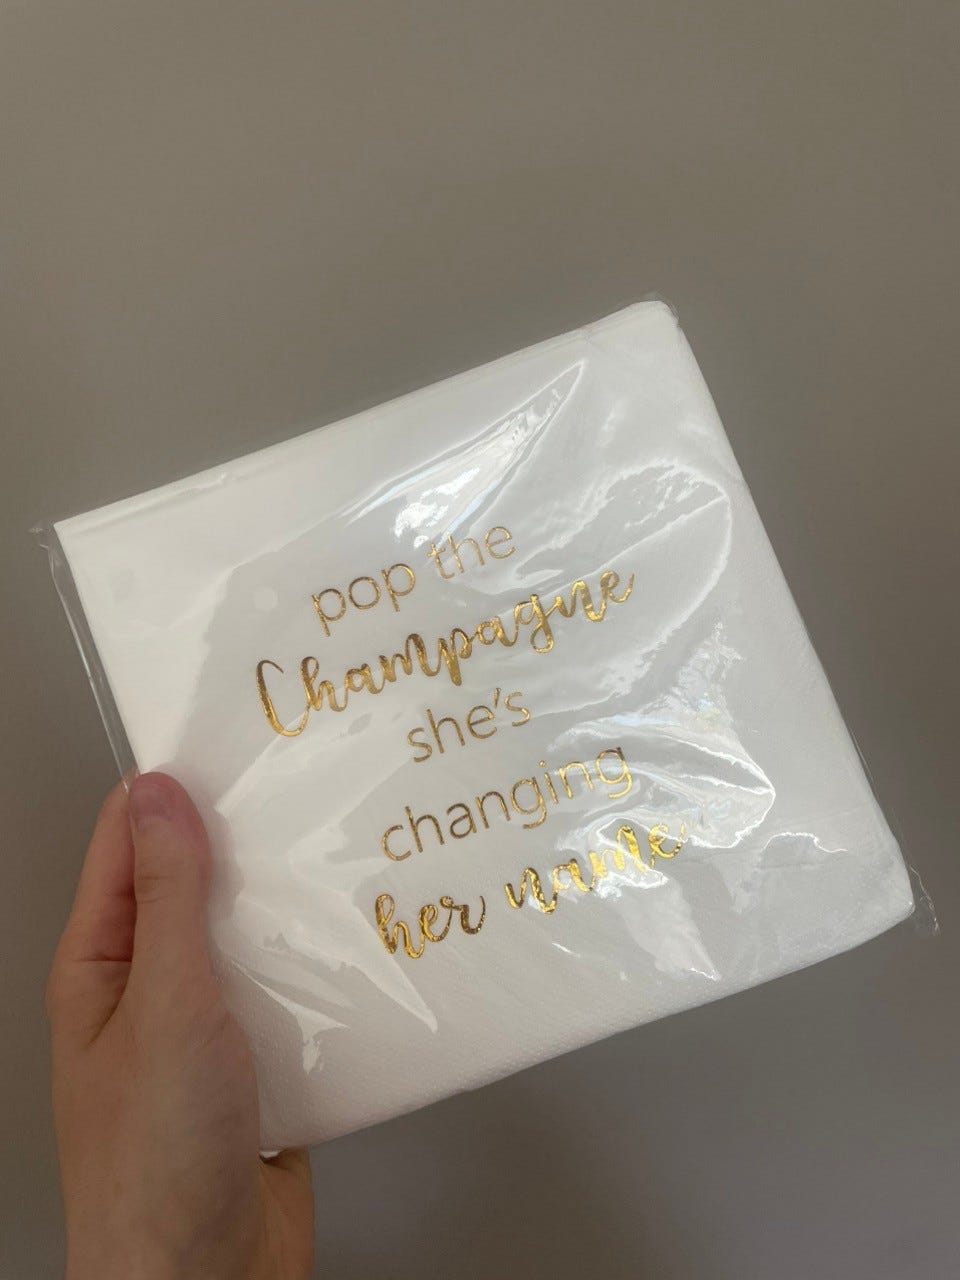 pop the
Champagne
she's
changing
her name